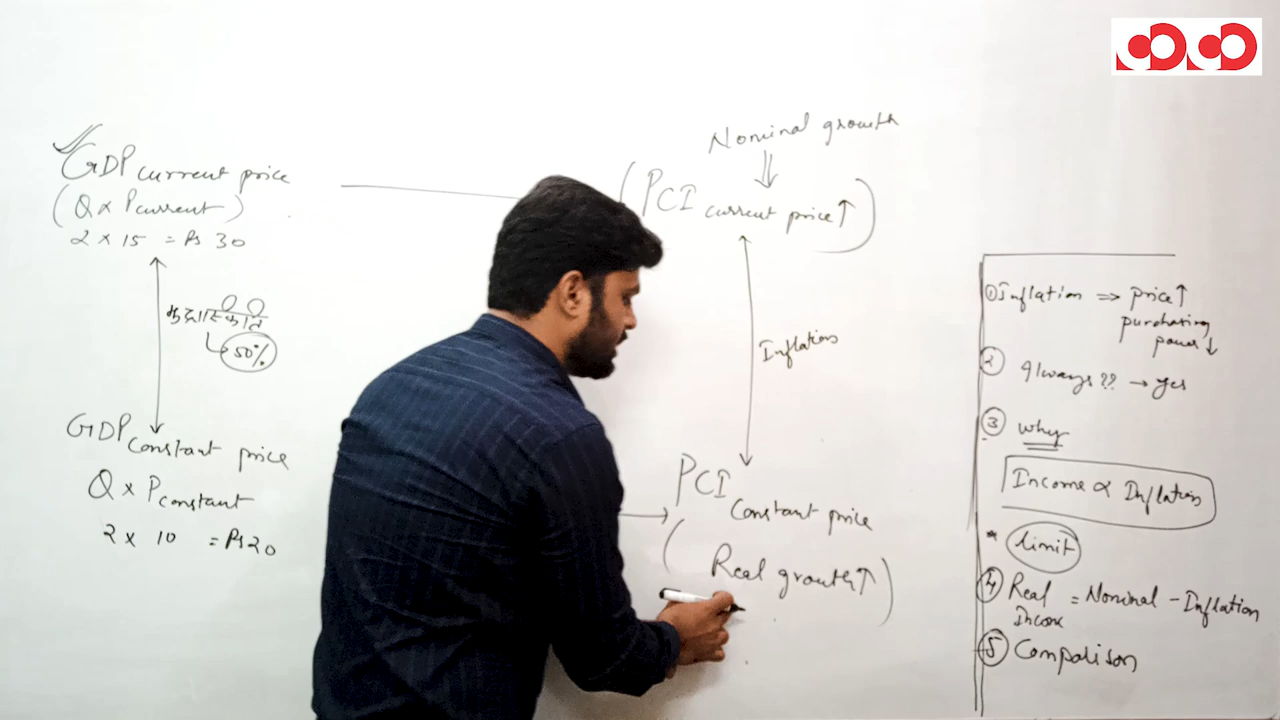 GDP current price
(Q x Pcurrent)
2 x 15 = Rs 30
50%
GDP Constant price
Q x Pconstant
2 x 10 = Rs 20
Nominal growth
⇓
(PCI current price ↑)
Inflation
PCI Constant price
(Real growth ↑)
① Inflation ⇒ price ↑
purchasing
power ↓
② Always ?? → yes
③ why
Income ∝ Inflation
* limit
④ Real = Nominal - Inflation
Income
⑤ Comparison